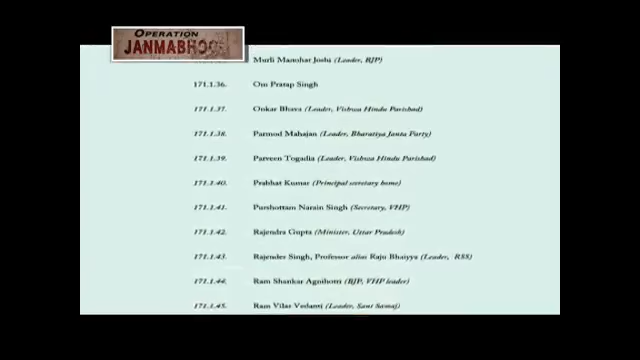 OPERATION
JANMABHOO
Murli Manohar Joshi (Leader, BJP)
171.1.36. Om Pratap Singh
171.1.37. Onkar Bhava (Leader, Vishwa Hindu Parishad)
171.1.38. Parmod Mahajan (Leader, Bharatiya Janta Party)
171.1.39. Parveen Togadia (Leader, Vishwa Hindu Parishad)
171.1.40. Prabhat Kumar (Principal secretary home)
171.1.41. Purshottam Narain Singh (Secretary, VHP)
171.1.42. Rajendra Gupta (Minister, Uttar Pradesh)
171.1.43. Rajender Singh, Professor alias Raju Bhaiyya (Leader, RSS)
171.1.44. Ram Shankar Agnihotri (BJP, VHP leader)
171.1.45. Ram Vilas Vedanti (Leader, Sant Samaj)